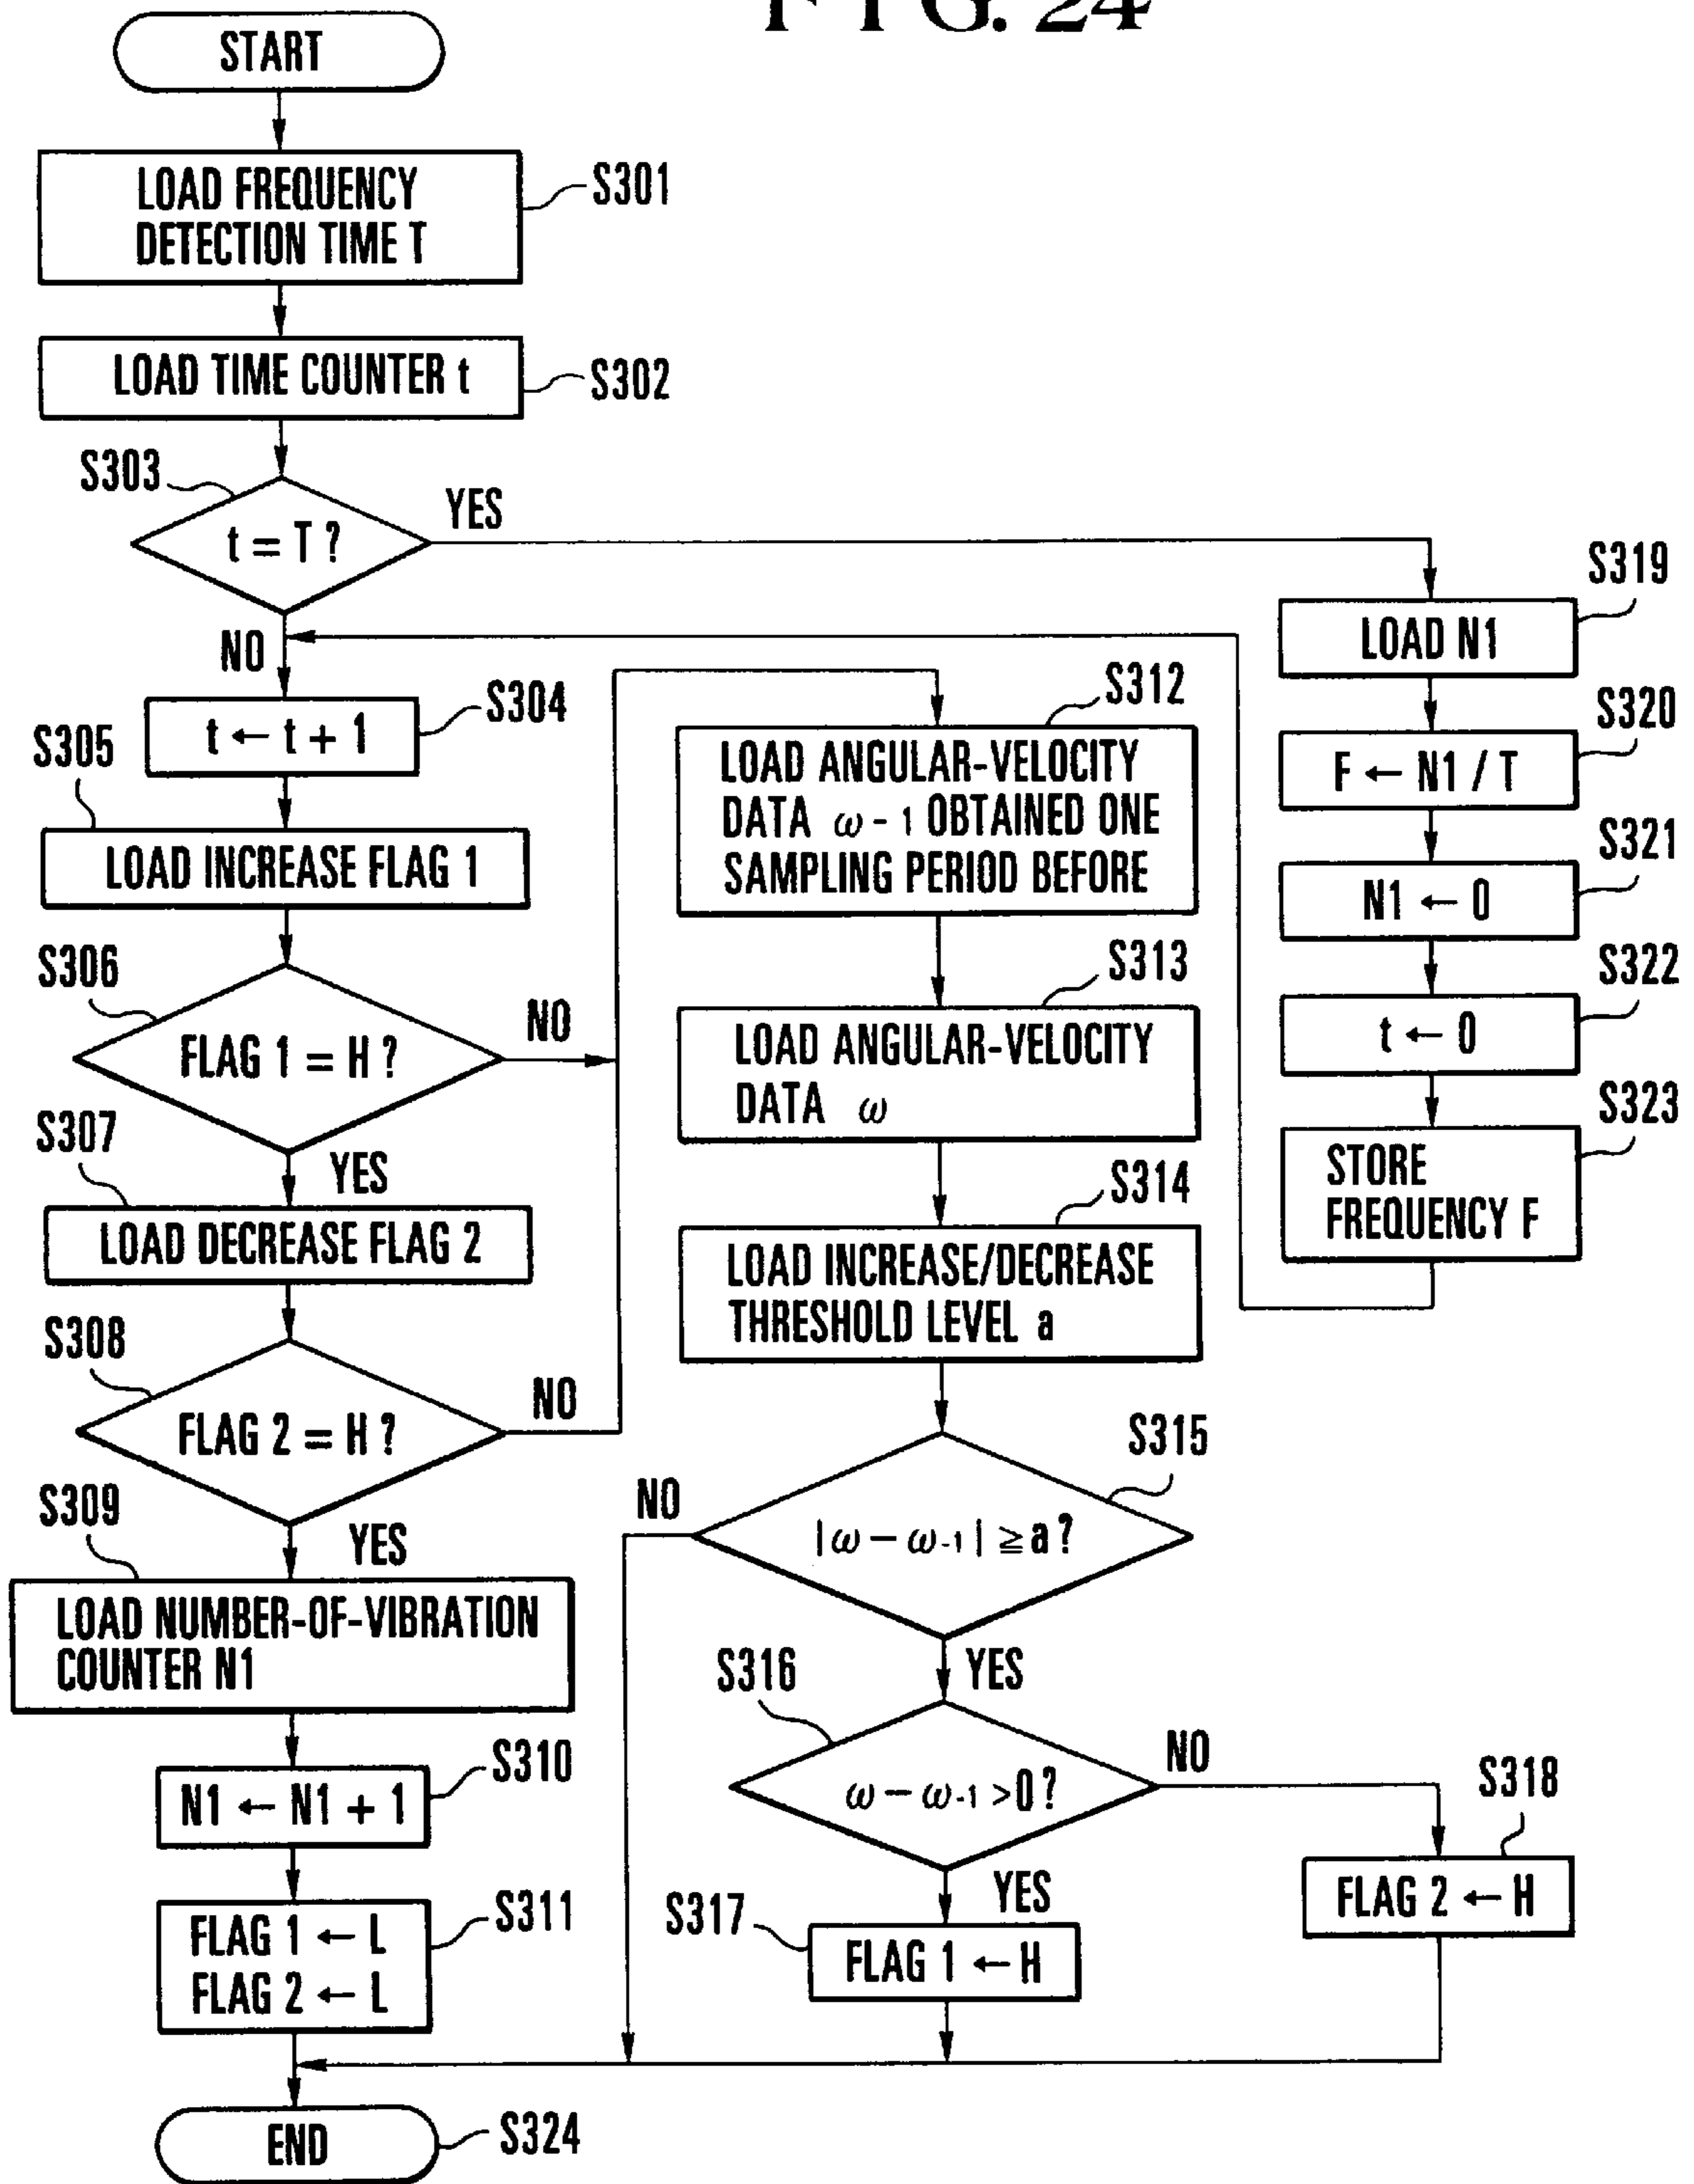 FIG. 24
START
LOAD FREQUENCY
DETECTION TIME T
S301
LOAD TIME COUNTER t
S302
S303
t = T ?
YES
NO
S304
t ← t + 1
S305
LOAD INCREASE FLAG 1
S306
FLAG 1 = H ?
NO
YES
S307
LOAD DECREASE FLAG 2
S308
FLAG 2 = H ?
NO
YES
S309
LOAD NUMBER-OF-VIBRATION
COUNTER N1
S310
N1 ← N1 + 1
S311
FLAG 1 ← L
FLAG 2 ← L
S312
LOAD ANGULAR-VELOCITY
DATA ω-1 OBTAINED ONE
SAMPLING PERIOD BEFORE
S313
LOAD ANGULAR-VELOCITY
DATA ω
S314
LOAD INCREASE/DECREASE
THRESHOLD LEVEL a
S315
|ω − ω-1| ≧ a ?
NO
YES
S316
ω − ω-1 >0 ?
NO
YES
S317
FLAG 1 ← H
S318
FLAG 2 ← H
S319
LOAD N1
S320
F ← N1 / T
S321
N1 ← 0
S322
t ← 0
S323
STORE
FREQUENCY F
END
S324